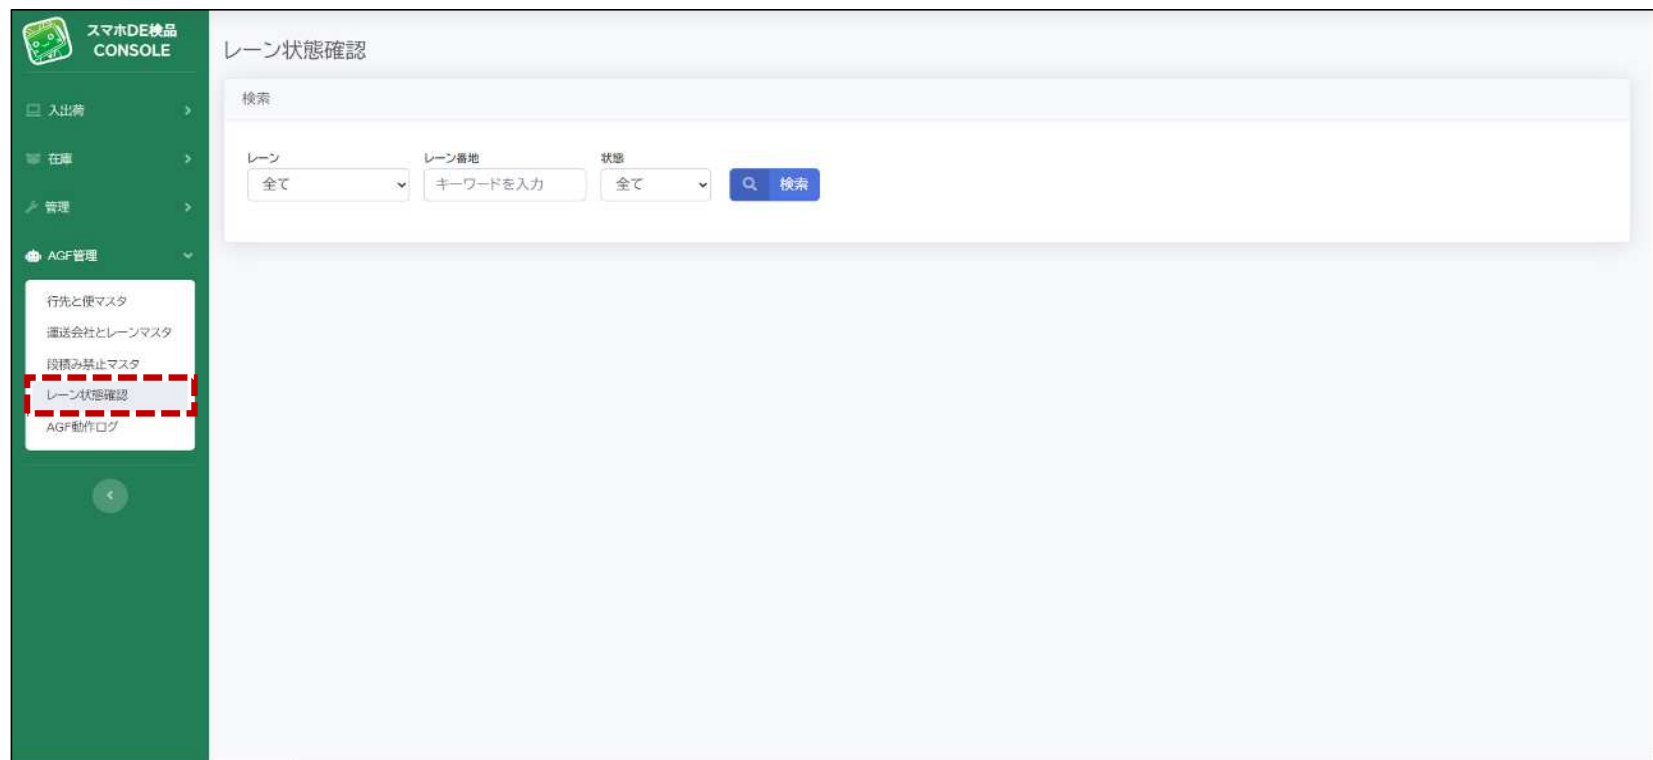 スマホDE検品
CONSOLE
入出荷
在庫
管理
AGF管理
行先と便マスタ
運送会社とレーンマスタ
段積み禁止マスタ
レーン状態確認
AGF動作ログ
レーン状態確認
検索
レーン
レーン番地
状態
全て
キーワードを入力
全て
検索